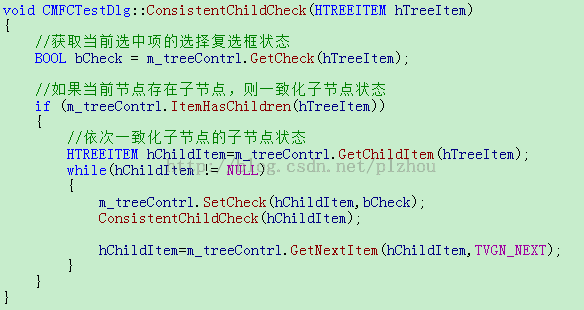 void CMFCTestDlg::ConsistentChildCheck(HTREEITEM hTreeItem)
{
    //获取当前选中项的选择复选框状态
    BOOL bCheck = m_treeContrl.GetCheck(hTreeItem);

    //如果当前节点存在子节点，则一致化子节点状态
    if (m_treeContrl.ItemHasChildren(hTreeItem))
    {
        //依次一致化子节点的子节点状态
        HTREEITEM hChildItem=m_treeContrl.GetChildItem(hTreeItem);
        while(hChildItem != NULL)
http://blog.csdn.net/plzhou
        {
            m_treeContrl.SetCheck(hChildItem,bCheck);
            ConsistentChildCheck(hChildItem);

            hChildItem=m_treeContrl.GetNextItem(hChildItem,TVGN_NEXT);
        }
    }
}